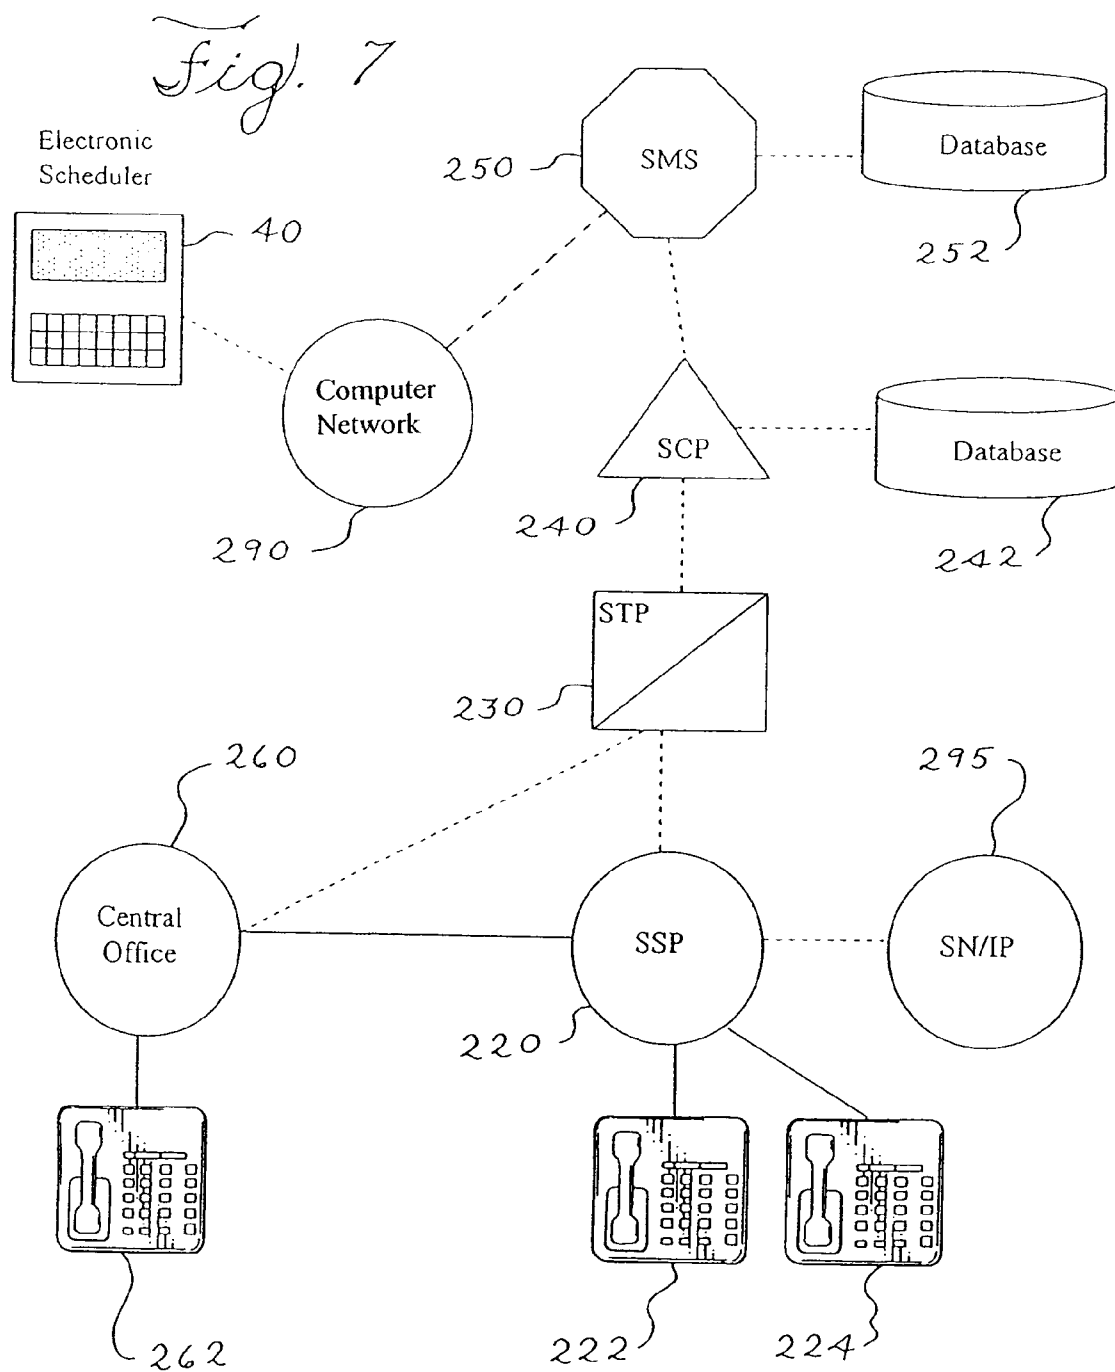 Fig. 7
Electronic
Scheduler
40
250
SMS
Database
252
Computer
Network
290
SCP
240
Database
242
STP
230
260
295
Central
Office
SSP
SN/IP
220
262
222
224